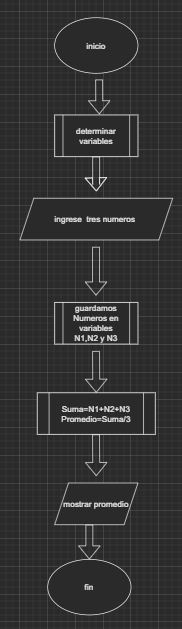 inicio
determinar
variables
ingrese tres numeros
guardamos
Numeros en
variables
N1,N2 y N3
Suma=N1+N2+N3
Promedio=Suma/3
mostrar promedio
fin